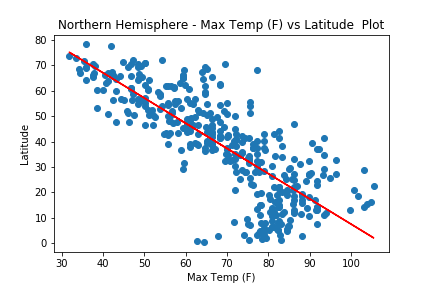 Northern Hemisphere - Max Temp (F) vs Latitude Plot
80
70
60
50
40
30
20
10
0
Latitude
30 40 50 60 70 80 90 100
Max Temp (F)